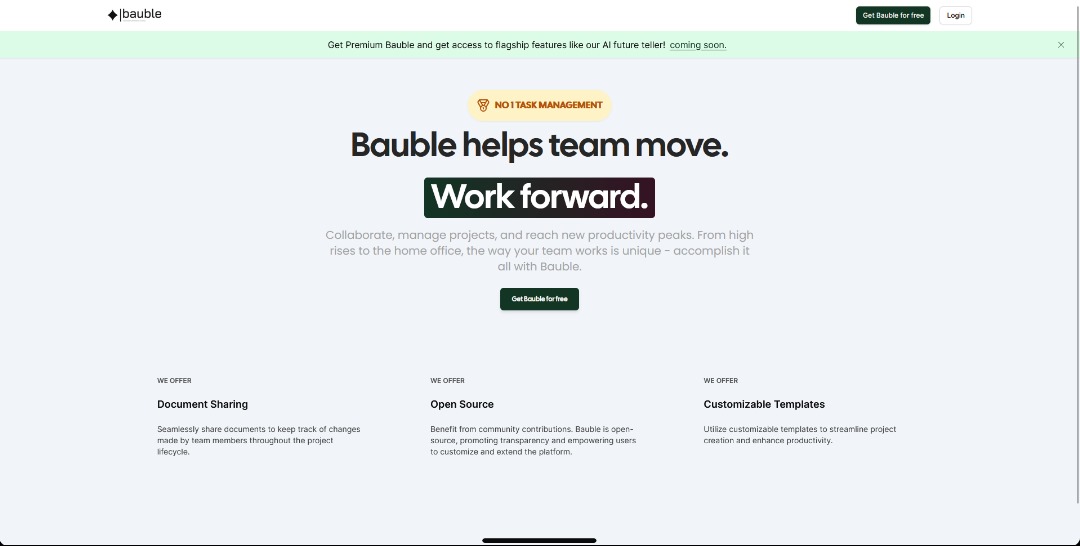 |bauble
Get Bauble for free
Login
Get Premium Bauble and get access to flagship features like our AI future teller! coming soon.
NO 1 TASK MANAGEMENT
Bauble helps team move.
Work forward.
Collaborate, manage projects, and reach new productivity peaks. From high
rises to the home office, the way your team works is unique - accomplish it
all with Bauble.
Get Bauble for free
WE OFFER
Document Sharing
Seamlessly share documents to keep track of changes
made by team members throughout the project
lifecycle.
WE OFFER
Open Source
Benefit from community contributions. Bauble is open-
source, promoting transparency and empowering users
to customize and extend the platform.
WE OFFER
Customizable Templates
Utilize customizable templates to streamline project
creation and enhance productivity.